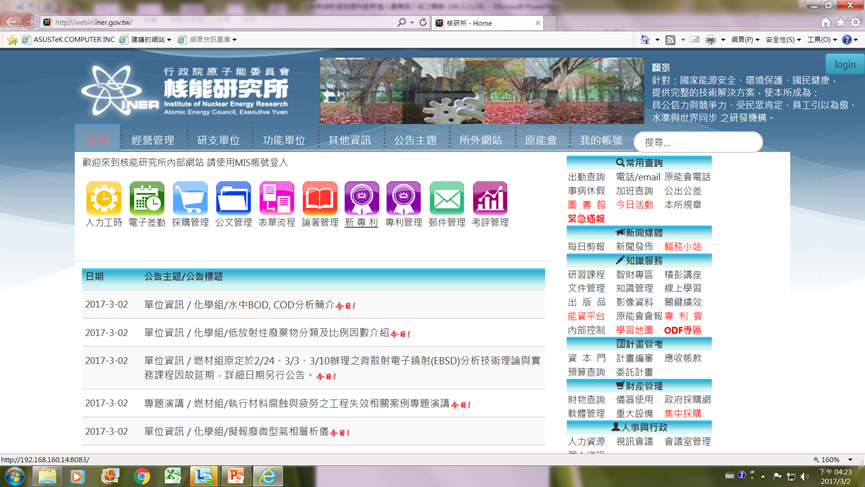 http://webin.iner.gov.tw/
核研所 - Home
ASUSTeK COMPUTER INC
建議的網站
網頁快訊圖庫
網頁(P)
安全性(S)
工具(O)
行政院原子能委員會
核能研究所
INER
Institute of Nuclear Energy Research
Atomic Energy Council, Executive Yuan
願景
針對：國家能源安全、環境保護、國民健康，
提供完整的技術解決方案，使本所成為：
具公信力與競爭力、受民眾肯定、員工引以為傲、
水準與世界同步 之研發機構。
login
首頁 經營管理 研支單位 功能單位 其他資訊 公告主題 所外網站 原能會 我的帳號 搜尋...
歡迎來到核能研究所內部網站 請使用MIS帳號登入
人力工時 電子差勤 採購管理 公文管理 表單流程 論著管理 新專利 專利管理 郵件管理 考評管理
日期 公告主題/公告標題
2017-3-02 單位資訊 / 化學組/水中BOD, COD分析簡介 今日!
2017-3-02 單位資訊 / 化學組/低放射性廢棄物分類及比例因數介紹 今日!
2017-3-02 單位資訊 / 燃材組原定於2/24、3/3、3/10辦理之背散射電子繞射(EBSD)分析技術理論與實
務課程因故延期，詳細日期另行公告。 今日!
2017-3-02 專題演講 / 燃材組/執行材料腐蝕與疲勞之工程失效相關案例專題演講 今日!
2017-3-02 單位資訊 / 化學組/擬報廢微型氣相層析儀 今日!
常用查詢
出勤查詢 電話/email 原能會電話
事病休假 加班查詢 公出公差
圖書館 今日活動 本所規章
緊急通報
新聞媒體
每日剪報 新聞發佈 輻務小站
知識服務
研習課程 智財專區 積彭講座
文件管理 知識管理 線上學習
出版品 影像資料 關鍵績效
能資平台 原能會會報 專利雲
內部控制 學習地圖 ODF專區
計畫管考
資本門 計畫編審 應收帳款
預算查詢 委託計畫
財產管理
財物查詢 儀器使用 政府採購網
軟體管理 重大設備 集中採購
人事與行政
人力資源 視訊會議 會議室管理
http://192.168.160.14:8083/
160%
下午 04:23
2017/3/2